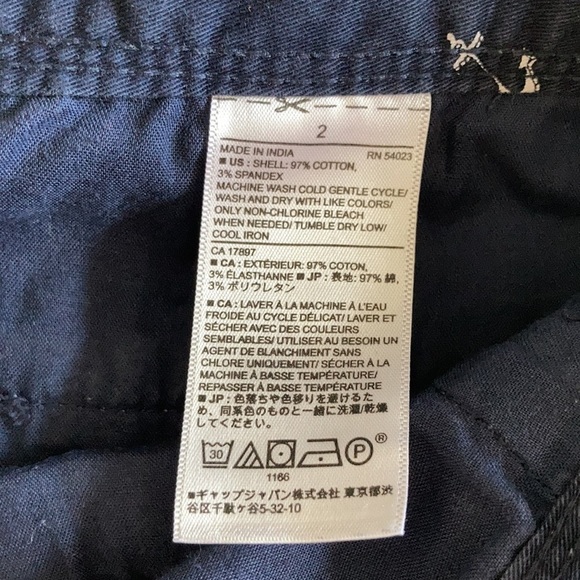 2
MADE IN INDIA RN 54023
■ US : SHELL: 97% COTTON,
3% SPANDEX
MACHINE WASH COLD GENTLE CYCLE/
WASH AND DRY WITH LIKE COLORS/
ONLY NON-CHLORINE BLEACH
WHEN NEEDED/ TUMBLE DRY LOW/
COOL IRON
CA 17897
■ CA : EXTÉRIEUR: 97% COTON,
3% ÉLASTHANNE ■ JP : 表地 : 97% 綿,
3% ポリウレタン
■ CA : LAVER À LA MACHINE À L'EAU
FROIDE AU CYCLE DÉLICAT/ LAVER ET
SÉCHER AVEC DES COULEURS
SEMBLABLES/ UTILISER AU BESOIN UN
AGENT DE BLANCHIMENT SANS
CHLORE UNIQUEMENT/ SÉCHER À LA
MACHINE À BASSE TEMPÉRATURE/
REPASSER À BASSE TEMPÉRATURE
■ JP : 色落ちや色移りを避けるため
め、同系色のものと一緒に洗濯/乾燥
してください。
30 P ®
1166
■ギャップジャパン株式会社 東京都渋
谷区千駄ヶ谷5-32-10